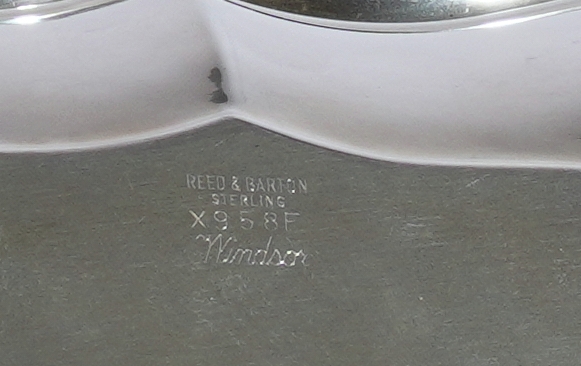 REED & BARTON
STERLING
X958F
Windsor